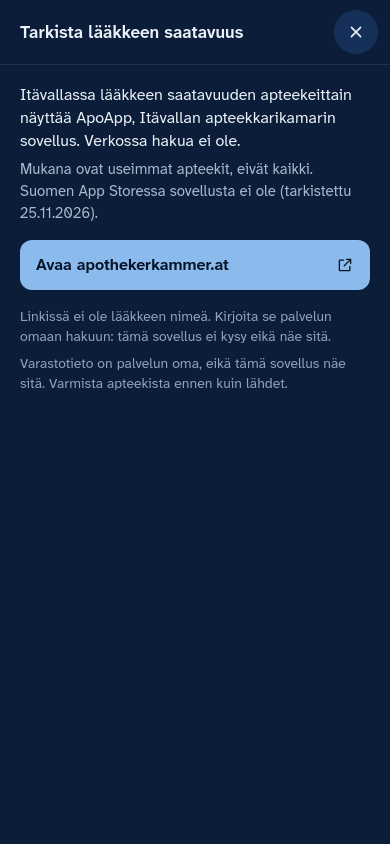 Tarkista lääkkeen saatavuus
Itävallassa lääkkeen saatavuuden apteekeittain
näyttää ApoApp, Itävallan apteekkarikamarin
sovellus. Verkossa hakua ei ole.
Mukana ovat useimmat apteekit, eivät kaikki.
Suomen App Storessa sovellusta ei ole (tarkistettu
25.11.2026).
Avaa apothekerkammer.at
Linkissä ei ole lääkkeen nimeä. Kirjoita se palvelun
omaan hakuun: tämä sovellus ei kysy eikä näe sitä.
Varastotieto on palvelun oma, eikä tämä sovellus näe
sitä. Varmista apteekista ennen kuin lähdet.